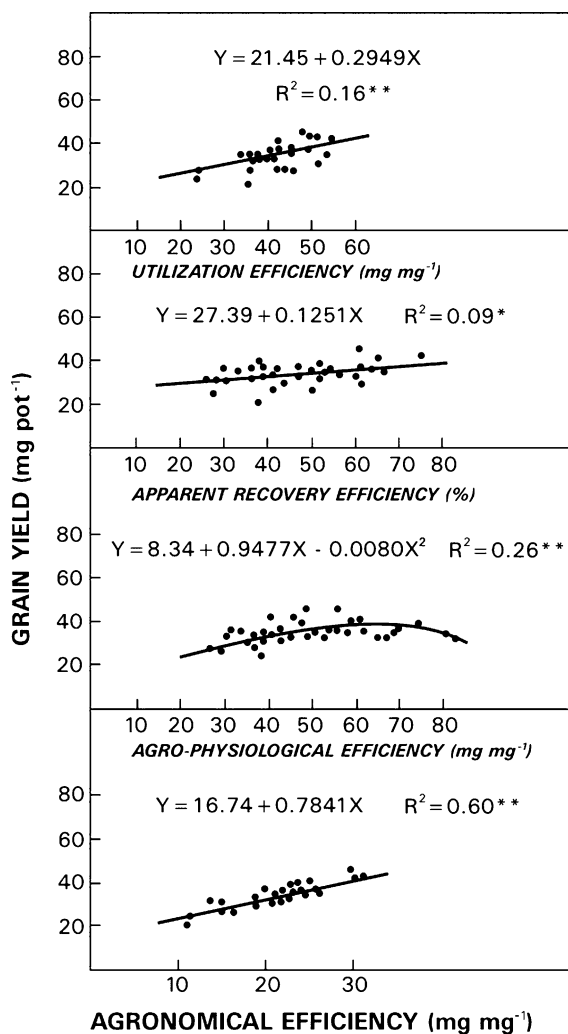 80
Y = 21.45 + 0.2949X
60
R² = 0.16**
40
20
10 20 30 40 50 60
UTILIZATION EFFICIENCY (mg mg⁻¹)
80
Y = 27.39 + 0.1251X R² = 0.09*
60
40
20
10 20 30 40 50 60 70 80
APPARENT RECOVERY EFFICIENCY (%)
80
Y = 8.34 + 0.9477X - 0.0080X² R² = 0.26**
60
40
20
10 20 30 40 50 60 70 80
AGRO-PHYSIOLOGICAL EFFICIENCY (mg mg⁻¹)
80
Y = 16.74 + 0.7841X R² = 0.60**
60
40
20
10 20 30
AGRONOMICAL EFFICIENCY (mg mg⁻¹)
GRAIN YIELD (mg pot⁻¹)